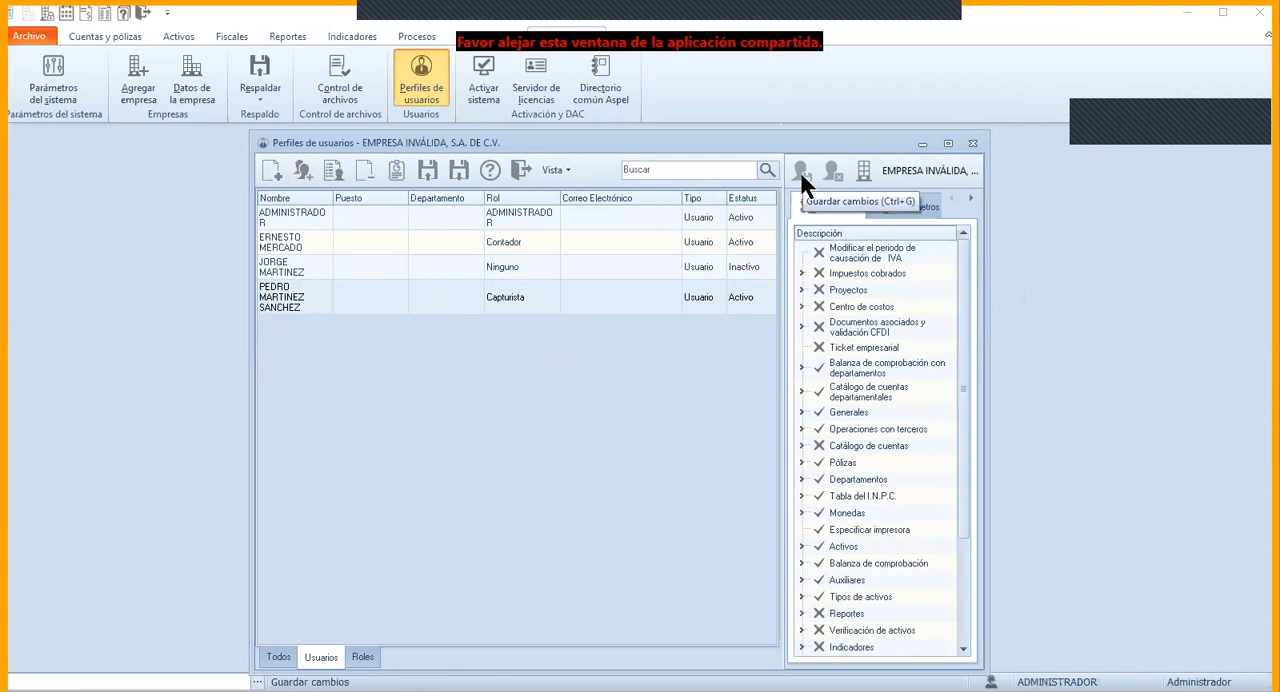 Archivo Cuentas y pólizas Activos Fiscales Reportes Indicadores Procesos
Favor alejar esta ventana de la aplicación compartida.
Parámetros del sistema
Agregar empresa
Datos de la empresa
Respaldar
Control de archivos
Perfiles de usuarios
Activar sistema
Servidor de licencias
Directorio común Aspel
Parámetros del sistema Empresas Respaldo Control de archivos Usuarios Activación y DAC
Perfiles de usuarios - EMPRESA INVÁLIDA, S.A. DE C.V.
Vista
Buscar
EMPRESA INVÁLIDA, ...
Guardar cambios (Ctrl+G)
Nombre Puesto Departamento Rol Correo Electrónico Tipo Estatus
ADMINISTRADO
R
ADMINISTRADO
R
Usuario Activo
ERNESTO
MERCADO
Contador Usuario Activo
JORGE
MARTINEZ
Ninguno Usuario Inactivo
PEDRO
MARTINEZ
SANCHEZ
Capturista Usuario Activo
Descripción
Modificar el periodo de
causación de IVA
Impuestos cobrados
Proyectos
Centro de costos
Documentos asociados y
validación CFDI
Ticket empresarial
Balanza de comprobación con
departamentos
Catálogo de cuentas
departamentales
Generales
Operaciones con terceros
Catálogo de cuentas
Pólizas
Departamentos
Tabla del I.N.P.C.
Monedas
Especificar impresora
Activos
Balanza de comprobación
Auxiliares
Tipos de activos
Reportes
Verificación de activos
Indicadores
Todos Usuarios Roles
Guardar cambios ADMINISTRADOR Administrador